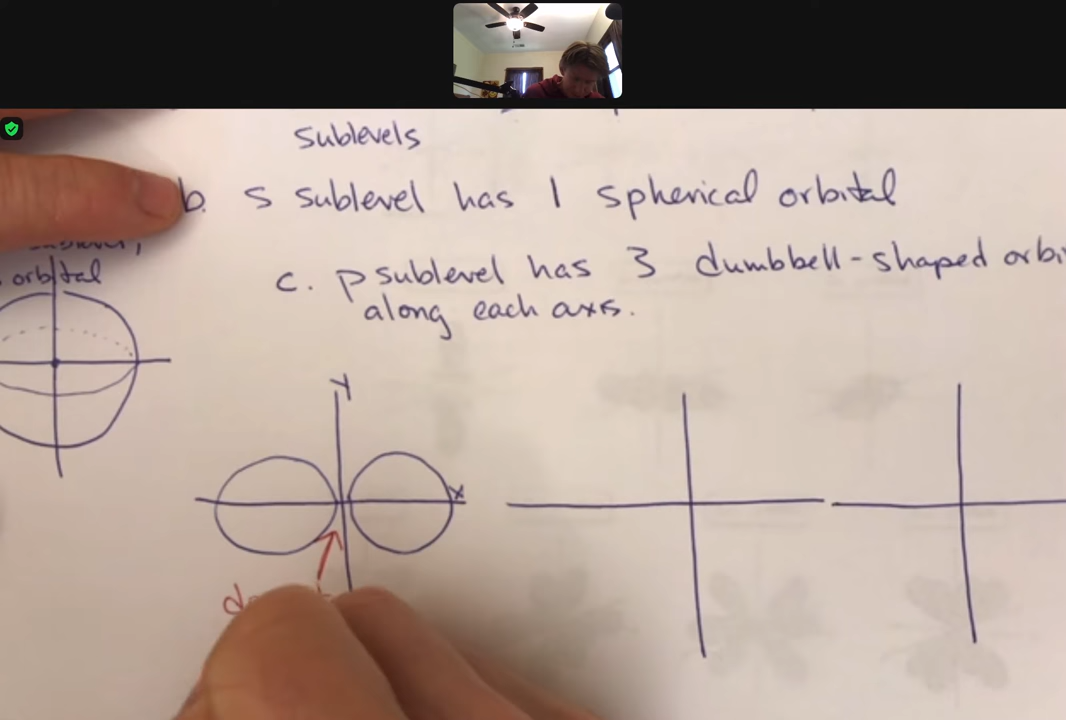 sublevels
b. s sublevel has 1 spherical orbital
orbital
c. p sublevel has 3 dumbbell-shaped
along each axis.
y
x